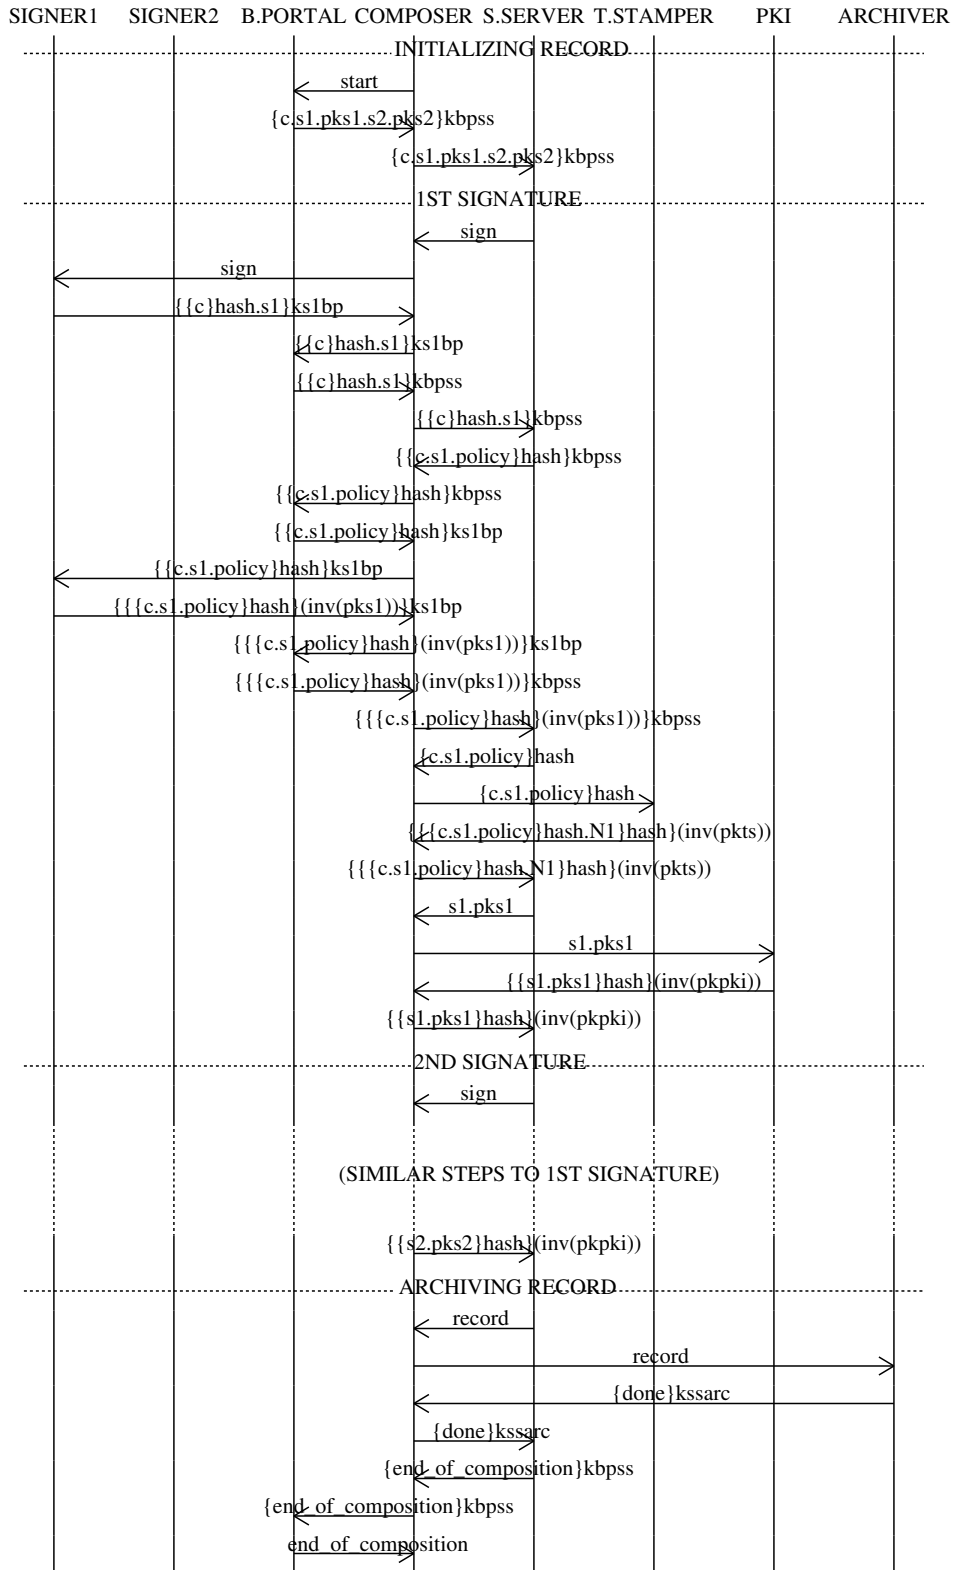 SIGNER1 SIGNER2 B.PORTAL COMPOSER S.SERVER T.STAMPER PKI ARCHIVER
INITIALIZING RECORD
start
{c.s1.pks1.s2.pks2}kbpss
{c.s1.pks1.s2.pks2}kbpss
1ST SIGNATURE
sign
sign
{{c}hash.s1}ks1bp
{{c}hash.s1}ks1bp
{{c}hash.s1}kbpss
{{c}hash.s1}kbpss
{{c.s1.policy}hash}kbpss
{{c.s1.policy}hash}kbpss
{{c.s1.policy}hash}ks1bp
{{c.s1.policy}hash}ks1bp
{{{c.s1.policy}hash}(inv(pks1))}ks1bp
{{{c.s1.policy}hash}(inv(pks1))}ks1bp
{{{c.s1.policy}hash}(inv(pks1))}kbpss
{{{c.s1.policy}hash}(inv(pks1))}kbpss
{c.s1.policy}hash
{c.s1.policy}hash
{{{c.s1.policy}hash.N1}hash}(inv(pkts))
{{{c.s1.policy}hash.N1}hash}(inv(pkts))
s1.pks1
s1.pks1
{{s1.pks1}hash}(inv(pkpki))
{{s1.pks1}hash}(inv(pkpki))
2ND SIGNATURE
sign
(SIMILAR STEPS TO 1ST SIGNATURE)
{{s2.pks2}hash}(inv(pkpki))
ARCHIVING RECORD
record
record
{done}kssarc
{done}kssarc
{end_of_composition}kbpss
{end_of_composition}kbpss
end_of_composition